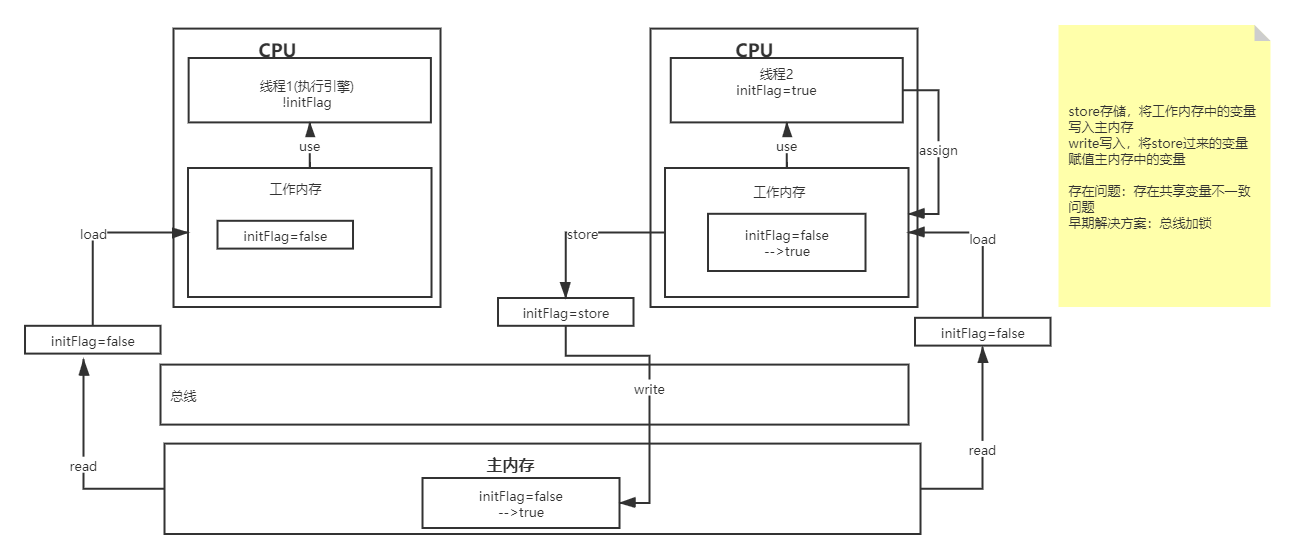 CPU
线程1(执行引擎)
!initFlag
use
工作内存
initFlag=false
load
initFlag=false
read
CPU
线程2
initFlag=true
use
assign
工作内存
initFlag=false
-->true
store
initFlag=store
write
load
initFlag=false
read
总线
主内存
initFlag=false
-->true
store存储，将工作内存中的变量
写入主内存
write写入，将store过来的变量
赋值主内存中的变量
存在问题：存在共享变量不一致
问题
早期解决方案：总线加锁